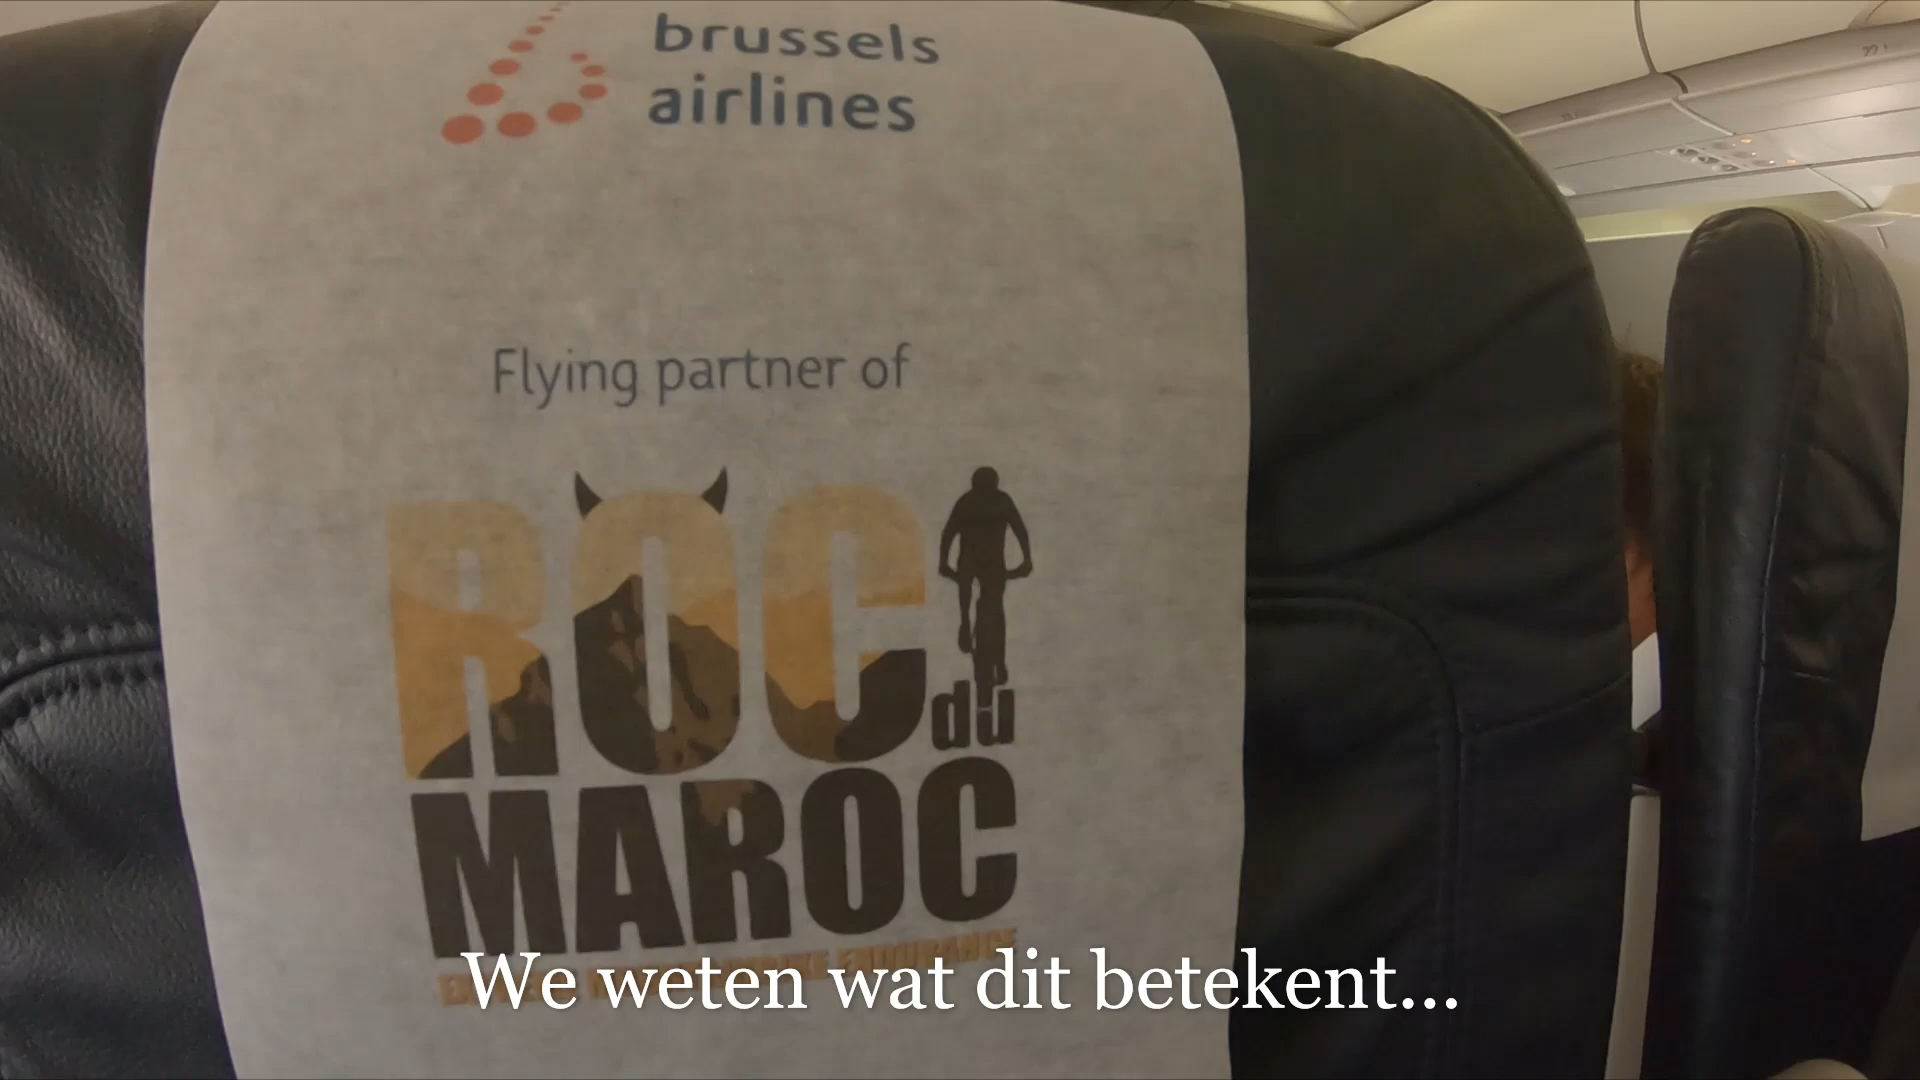 brussels
airlines
Flying partner of
ROC du
MAROC
We weten wat dit betekent...